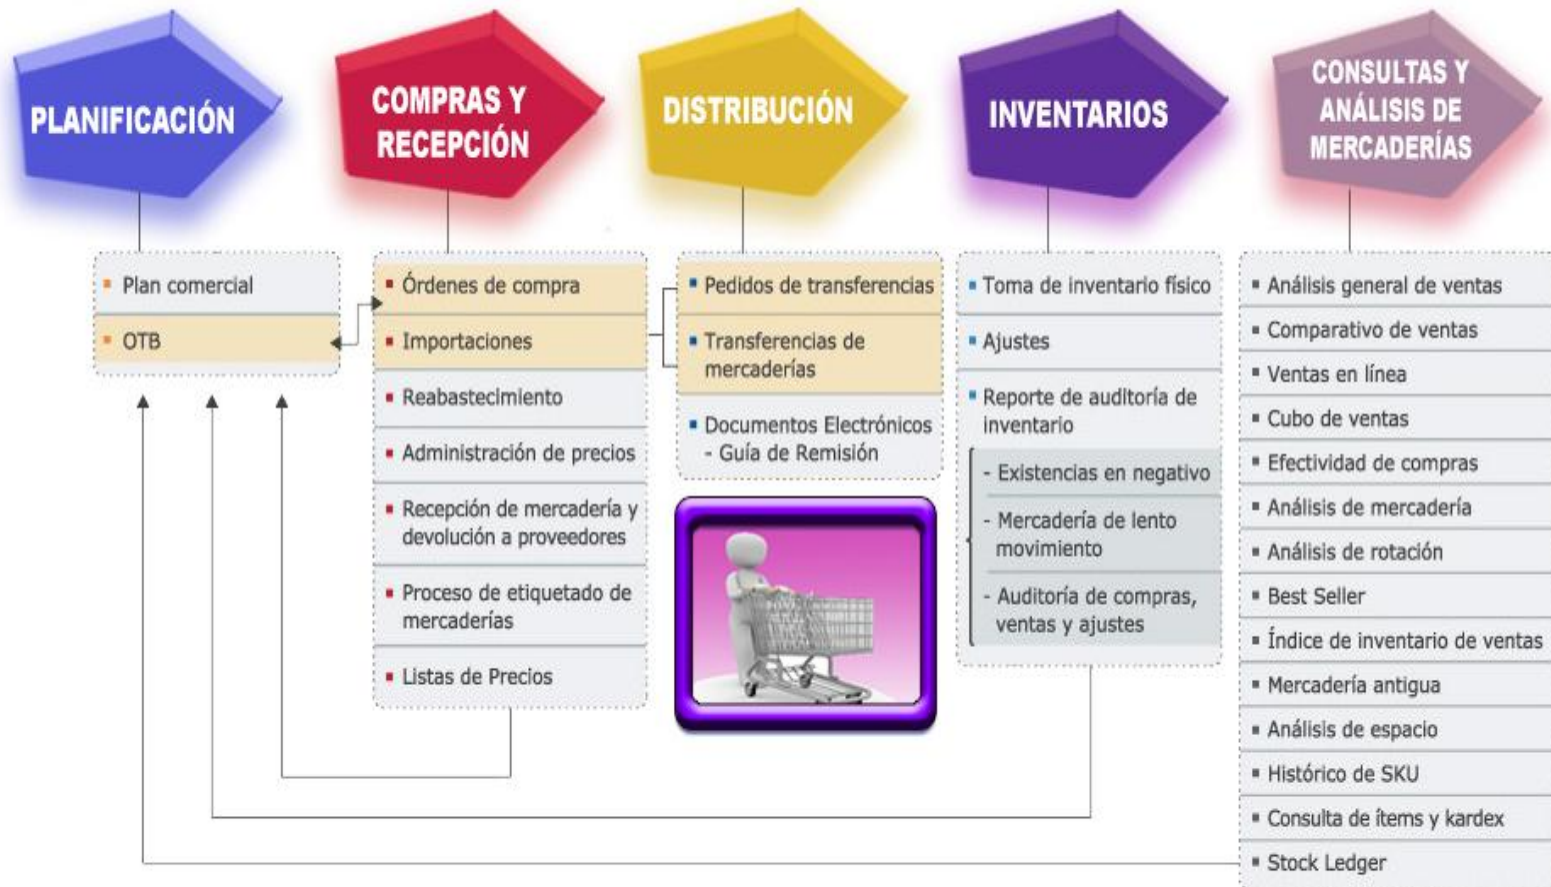 PLANIFICACIÓN
COMPRAS Y
RECEPCIÓN
DISTRIBUCIÓN
INVENTARIOS
CONSULTAS Y
ANÁLISIS DE
MERCADERÍAS
Plan comercial
OTB
Órdenes de compra
Importaciones
Reabastecimiento
Administración de precios
Recepción de mercadería y
devolución a proveedores
Proceso de etiquetado de
mercaderías
Listas de Precios
Pedidos de transferencias
Transferencias de
mercaderías
Documentos Electrónicos
- Guía de Remisión
Toma de inventario físico
Ajustes
Reporte de auditoría de
inventario
- Existencias en negativo
- Mercadería de lento
movimiento
- Auditoría de compras,
ventas y ajustes
Análisis general de ventas
Comparativo de ventas
Ventas en línea
Cubo de ventas
Efectividad de compras
Análisis de mercadería
Análisis de rotación
Best Seller
Índice de inventario de ventas
Mercadería antigua
Análisis de espacio
Histórico de SKU
Consulta de ítems y kardex
Stock Ledger